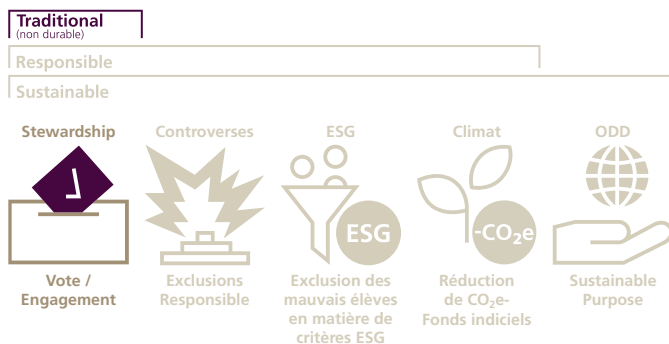 Traditional
(non durable)
Responsible
Sustainable
Stewardship
Controverses
ESG
Climat
ODD
ESG
-CO₂e
Vote /
Engagement
Exclusions
Responsible
Exclusion des
mauvais élèves
en matière de
critères ESG
Réduction
de CO₂e-
Fonds indiciels
Sustainable
Purpose